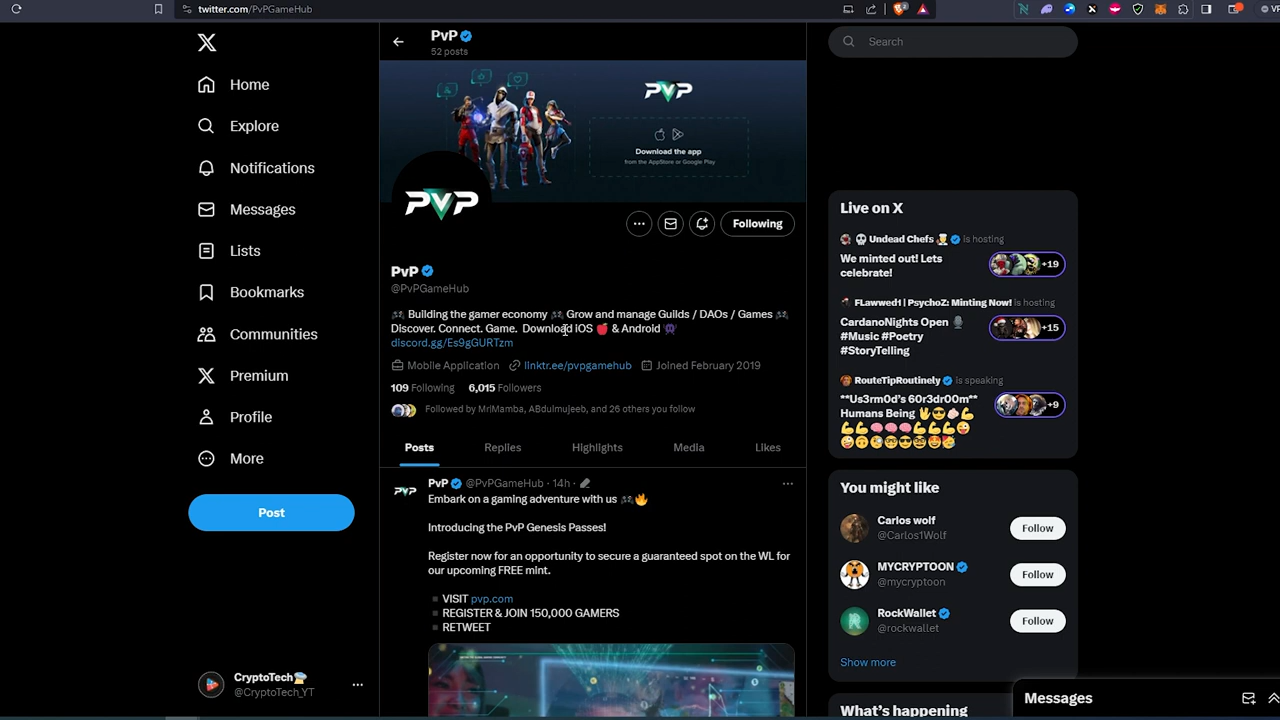 twitter.com/PvPGameHub
VP
Home
Explore
Notifications
Messages
Lists
Bookmarks
Communities
Premium
Profile
More
Post
CryptoTech
@CryptoTech_YT
PvP
52 posts
PVP
Download the app
from the AppStore or Google Play
PVP
Following
PvP
@PvPGameHub
🎮 Building the gamer economy 🎮 Grow and manage Guilds / DAOs / Games 🎮
Discover. Connect. Game. Download iOS 🍎 & Android 👾
discord.gg/Es9gGURTzm
Mobile Application linktr.ee/pvpgamehub Joined February 2019
109 Following 6,015 Followers
Followed by MrlMamba, ABdulmujeeb, and 26 others you follow
Posts Replies Highlights Media Likes
PvP @PvPGameHub · 14h ·
Embark on a gaming adventure with us 🎮🔥
Introducing the PvP Genesis Passes!
Register now for an opportunity to secure a guaranteed spot on the WL for
our upcoming FREE mint.
▪ VISIT pvp.com
▪ REGISTER & JOIN 150,000 GAMERS
▪ RETWEET
Search
Live on X
Undead Chefs is hosting
We minted out! Lets
celebrate!
+19
FLawwed1 | PsychoZ: Minting Now! is hosting
CardanoNights Open 🎙
#Music #Poetry
#StoryTelling
+15
RouteTipRoutinely is speaking
**Us3rm0d's 60r3dr00m**
Humans Being
+9
You might like
Carlos wolf
@Carlos1Wolf
Follow
MYCRYPTOON
@mycryptoon
Follow
RockWallet
@rockwallet
Follow
Show more
What's happening
Messages